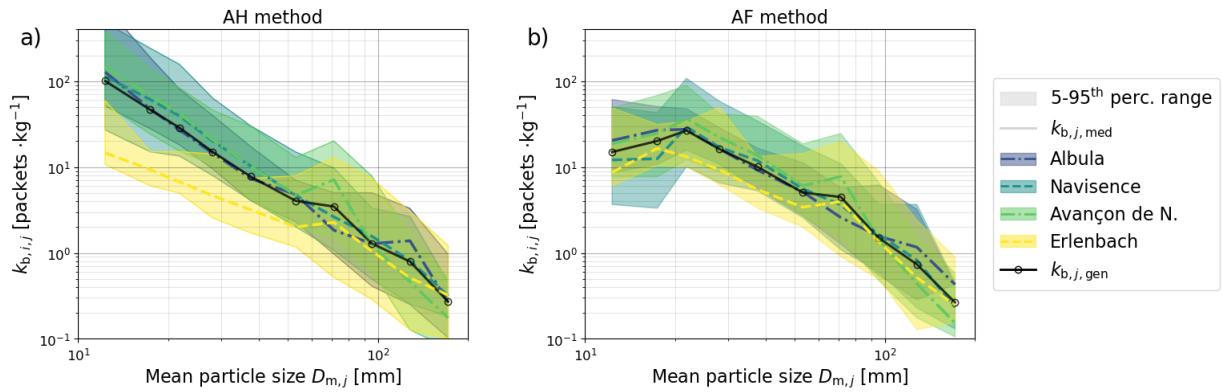 AH method
a)
10²
10¹
10⁰
10⁻¹
k_b,i,j [packets ·kg⁻¹]
10¹
10²
Mean particle size D_m,j [mm]
AF method
b)
10²
10¹
10⁰
10⁻¹
k_b,i,j [packets ·kg⁻¹]
10¹
10²
Mean particle size D_m,j [mm]
5-95ᵗʰ perc. range
k_b,j,med
Albula
Navisence
Avançon de N.
Erlenbach
k_b,j,gen